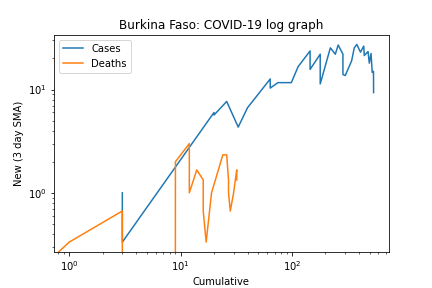 Burkina Faso: COVID-19 log graph
Cases
Deaths
New (3 day SMA)
10¹
10⁰
10⁰ 10¹ 10²
Cumulative